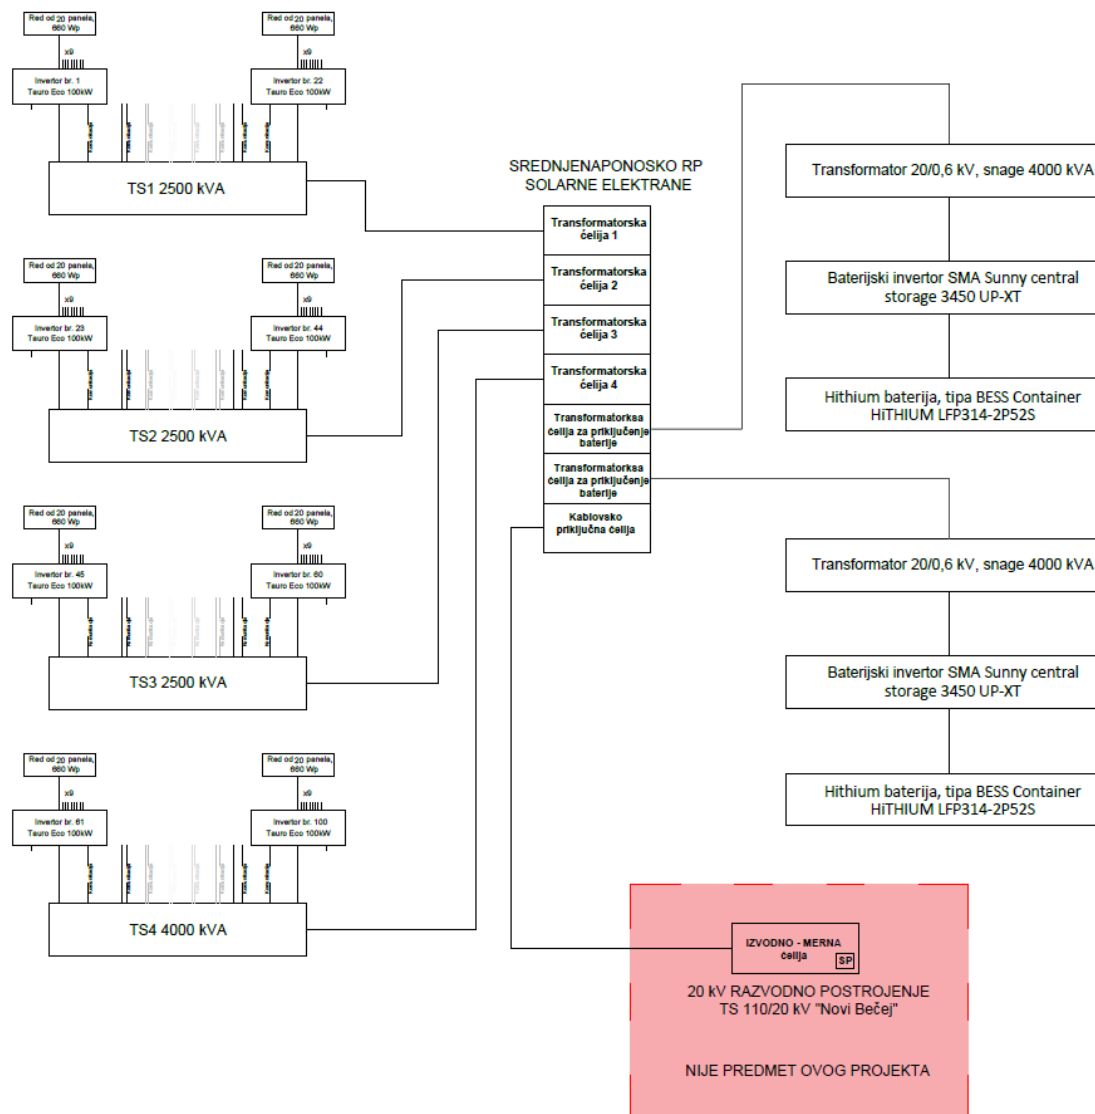 Red od 20 panela,
660 Wp
x9
Invertor br. 1
Tauro Eco 100kW
Red od 20 panela,
660 Wp
x9
Invertor br. 22
Tauro Eco 100kW
TS1 2500 kVA
Red od 20 panela,
660 Wp
x9
Invertor br. 23
Tauro Eco 100kW
Red od 20 panela,
660 Wp
x9
Invertor br. 44
Tauro Eco 100kW
TS2 2500 kVA
Red od 20 panela,
660 Wp
x9
Invertor br. 45
Tauro Eco 100kW
Red od 20 panela,
660 Wp
x9
Invertor br. 60
Tauro Eco 100kW
TS3 2500 kVA
Red od 20 panela,
660 Wp
x9
Invertor br. 61
Tauro Eco 100kW
Red od 20 panela,
660 Wp
x9
Invertor br. 100
Tauro Eco 100kW
TS4 4000 kVA
SREDNJENAPONOSKO RP
SOLARNE ELEKTRANE
Transformatorska
ćelija 1
Transformatorska
ćelija 2
Transformatorska
ćelija 3
Transformatorska
ćelija 4
Transformatorksa
ćelija za priključenje
baterije
Transformatorksa
ćelija za priključenje
baterije
Kablovsko
priključna ćelija
Transformator 20/0,6 kV, snage 4000 kVA
Baterijski invertor SMA Sunny central
storage 3450 UP-XT
Hithium baterija, tipa BESS Container
HiTHIUM LFP314-2P52S
Transformator 20/0,6 kV, snage 4000 kVA
Baterijski invertor SMA Sunny central
storage 3450 UP-XT
Hithium baterija, tipa BESS Container
HiTHIUM LFP314-2P52S
IZVODNO - MERNA
ćelija
SP
20 kV RAZVODNO POSTROJENJE
TS 110/20 kV "Novi Bečej"
NIJE PREDMET OVOG PROJEKTA